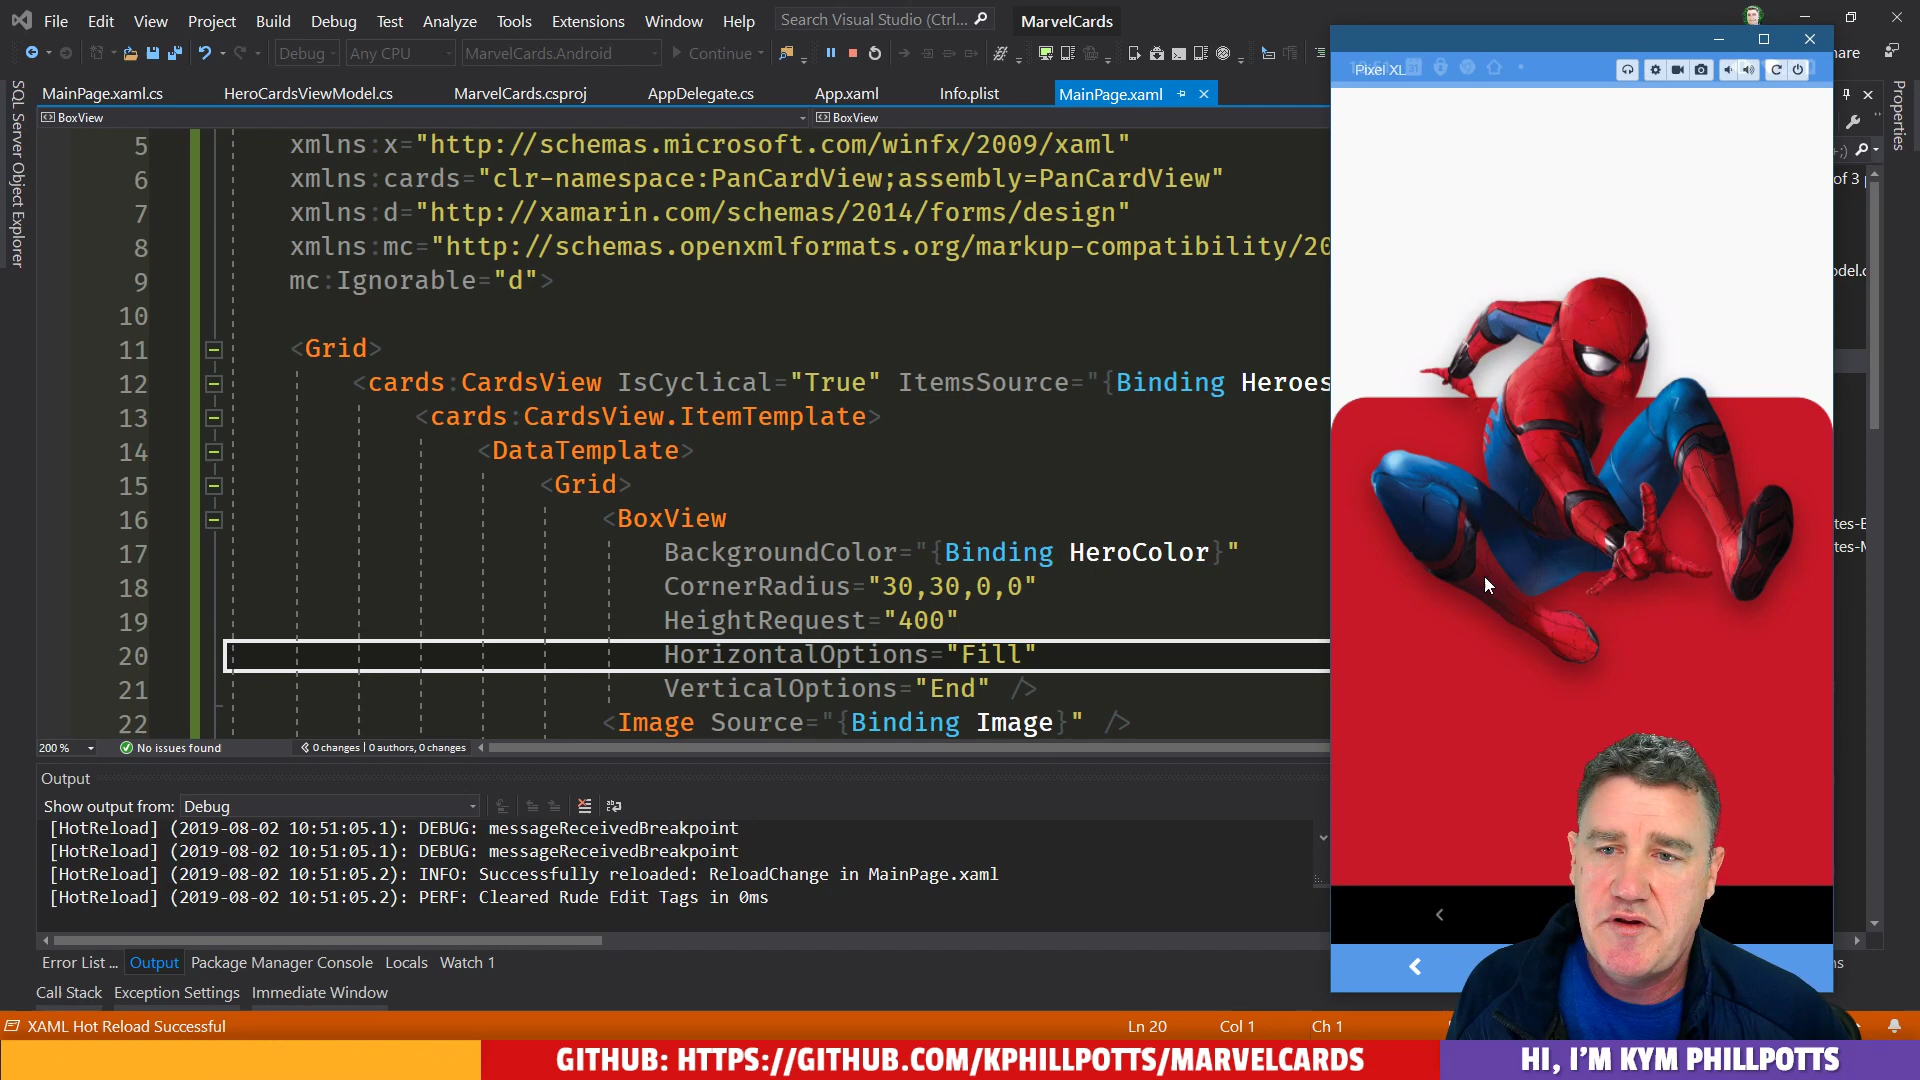 File Edit View Project Build Debug Test Analyze Tools Extensions Window Help Search Visual Studio (Ctrl... MarvelCards
Debug Any CPU MarvelCards.Android Continue
MainPage.xaml.cs HeroCardsViewModel.cs MarvelCards.csproj AppDelegate.cs App.xaml Info.plist MainPage.xaml
BoxView BoxView
SQL Server Object Explorer
Properties
Pixel XL
5 xmlns:x="http://schemas.microsoft.com/winfx/2009/xaml"
6 xmlns:cards="clr-namespace:PanCardView;assembly=PanCardView"
7 xmlns:d="http://xamarin.com/schemas/2014/forms/design"
8 xmlns:mc="http://schemas.openxmlformats.org/markup-compatibility/20
9 mc:Ignorable="d">
10
11 <Grid>
12 <cards:CardsView IsCyclical="True" ItemsSource="{Binding Heroes
13 <cards:CardsView.ItemTemplate>
14 <DataTemplate>
15 <Grid>
16 <BoxView
17 BackgroundColor="{Binding HeroColor}"
18 CornerRadius="30,30,0,0"
19 HeightRequest="400"
20 HorizontalOptions="Fill"
21 VerticalOptions="End" />
22 <Image Source="{Binding Image}" />
200 % No issues found 0 changes | 0 authors, 0 changes
Output
Show output from: Debug
[HotReload] (2019-08-02 10:51:05.1): DEBUG: messageReceivedBreakpoint
[HotReload] (2019-08-02 10:51:05.1): DEBUG: messageReceivedBreakpoint
[HotReload] (2019-08-02 10:51:05.2): INFO: Successfully reloaded: ReloadChange in MainPage.xaml
[HotReload] (2019-08-02 10:51:05.2): PERF: Cleared Rude Edit Tags in 0ms
Error List ... Output Package Manager Console Locals Watch 1
Call Stack Exception Settings Immediate Window
XAML Hot Reload Successful Ln 20 Col 1 Ch 1
GITHUB: HTTPS://GITHUB.COM/KPHILLPOTTS/MARVELCARDS HI, I'M KYM PHILLPOTTS